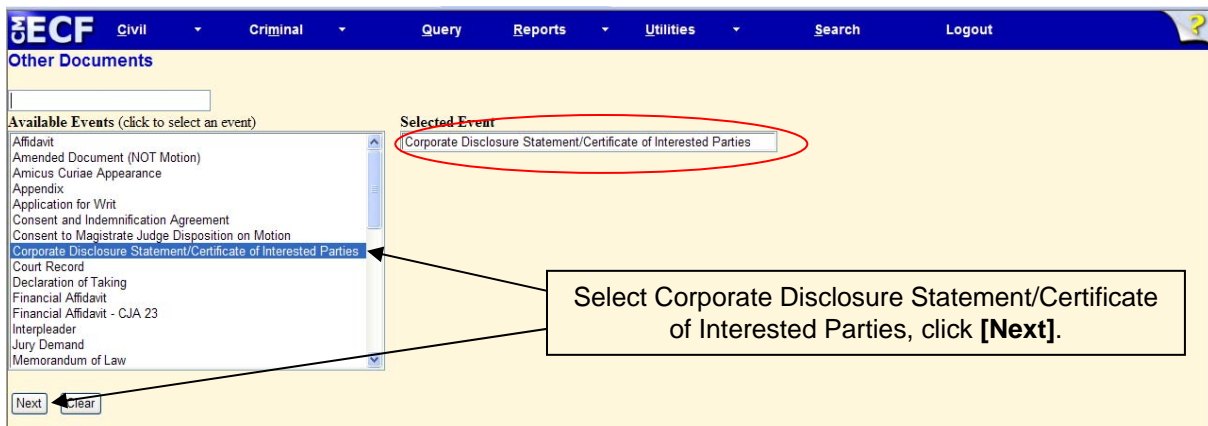 CM ECF Civil Criminal Query Reports Utilities Search Logout ?
Other Documents
Available Events (click to select an event)
Affidavit
Amended Document (NOT Motion)
Amicus Curiae Appearance
Appendix
Application for Writ
Consent and Indemnification Agreement
Consent to Magistrate Judge Disposition on Motion
Corporate Disclosure Statement/Certificate of Interested Parties
Court Record
Declaration of Taking
Financial Affidavit
Financial Affidavit - CJA 23
Interpleader
Jury Demand
Memorandum of Law
Selected Event
Corporate Disclosure Statement/Certificate of Interested Parties
Select Corporate Disclosure Statement/Certificate
of Interested Parties, click [Next].
Next Clear